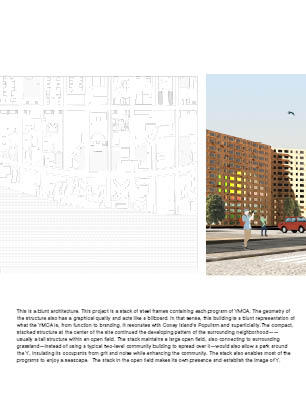 This is a blunt architecture. This project is a stack of steel frames containing each program of YMCA. The geometry of
the structure also has a graphical quality and acts like a billboard. In that sense, this building is a blunt representation of
what the YMCA is, from function to branding. It resonates with Coney Island's Populism and superficiality. The compact,
stacked structure at the center of the site continued the developing pattern of the surrounding neighborhood——
usually a tall structure within an open field. The stack maintains a large open field, also connecting to surrounding
grassland—instead of using a typical two-level community building to spread over it—would also allow a park around
the Y, insulating its occupants from grit and noise while enhancing the community. The stack also enables most of the
programs to enjoy a seascape. The stack in the open field makes its own presence and establish the image of Y.